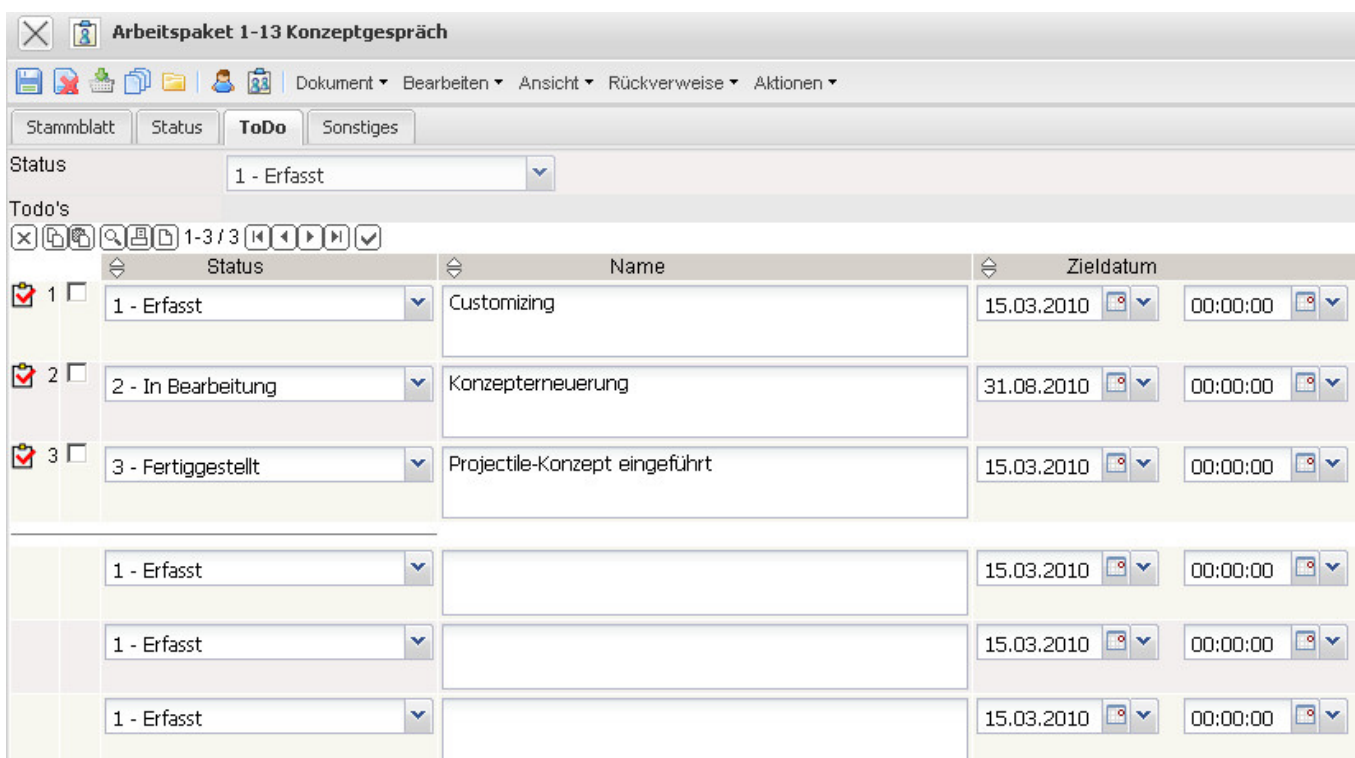 Arbeitspaket 1-13 Konzeptgespräch
Dokument Bearbeiten Ansicht Rückverweise Aktionen
Stammblatt Status ToDo Sonstiges
Status 1 - Erfasst
Todo's
1-3 / 3
Status Name Zieldatum
1 1 - Erfasst Customizing 15.03.2010 00:00:00
2 2 - In Bearbeitung Konzepterneuerung 31.08.2010 00:00:00
3 3 - Fertiggestellt Projectile-Konzept eingeführt 15.03.2010 00:00:00
1 - Erfasst 15.03.2010 00:00:00
1 - Erfasst 15.03.2010 00:00:00
1 - Erfasst 15.03.2010 00:00:00